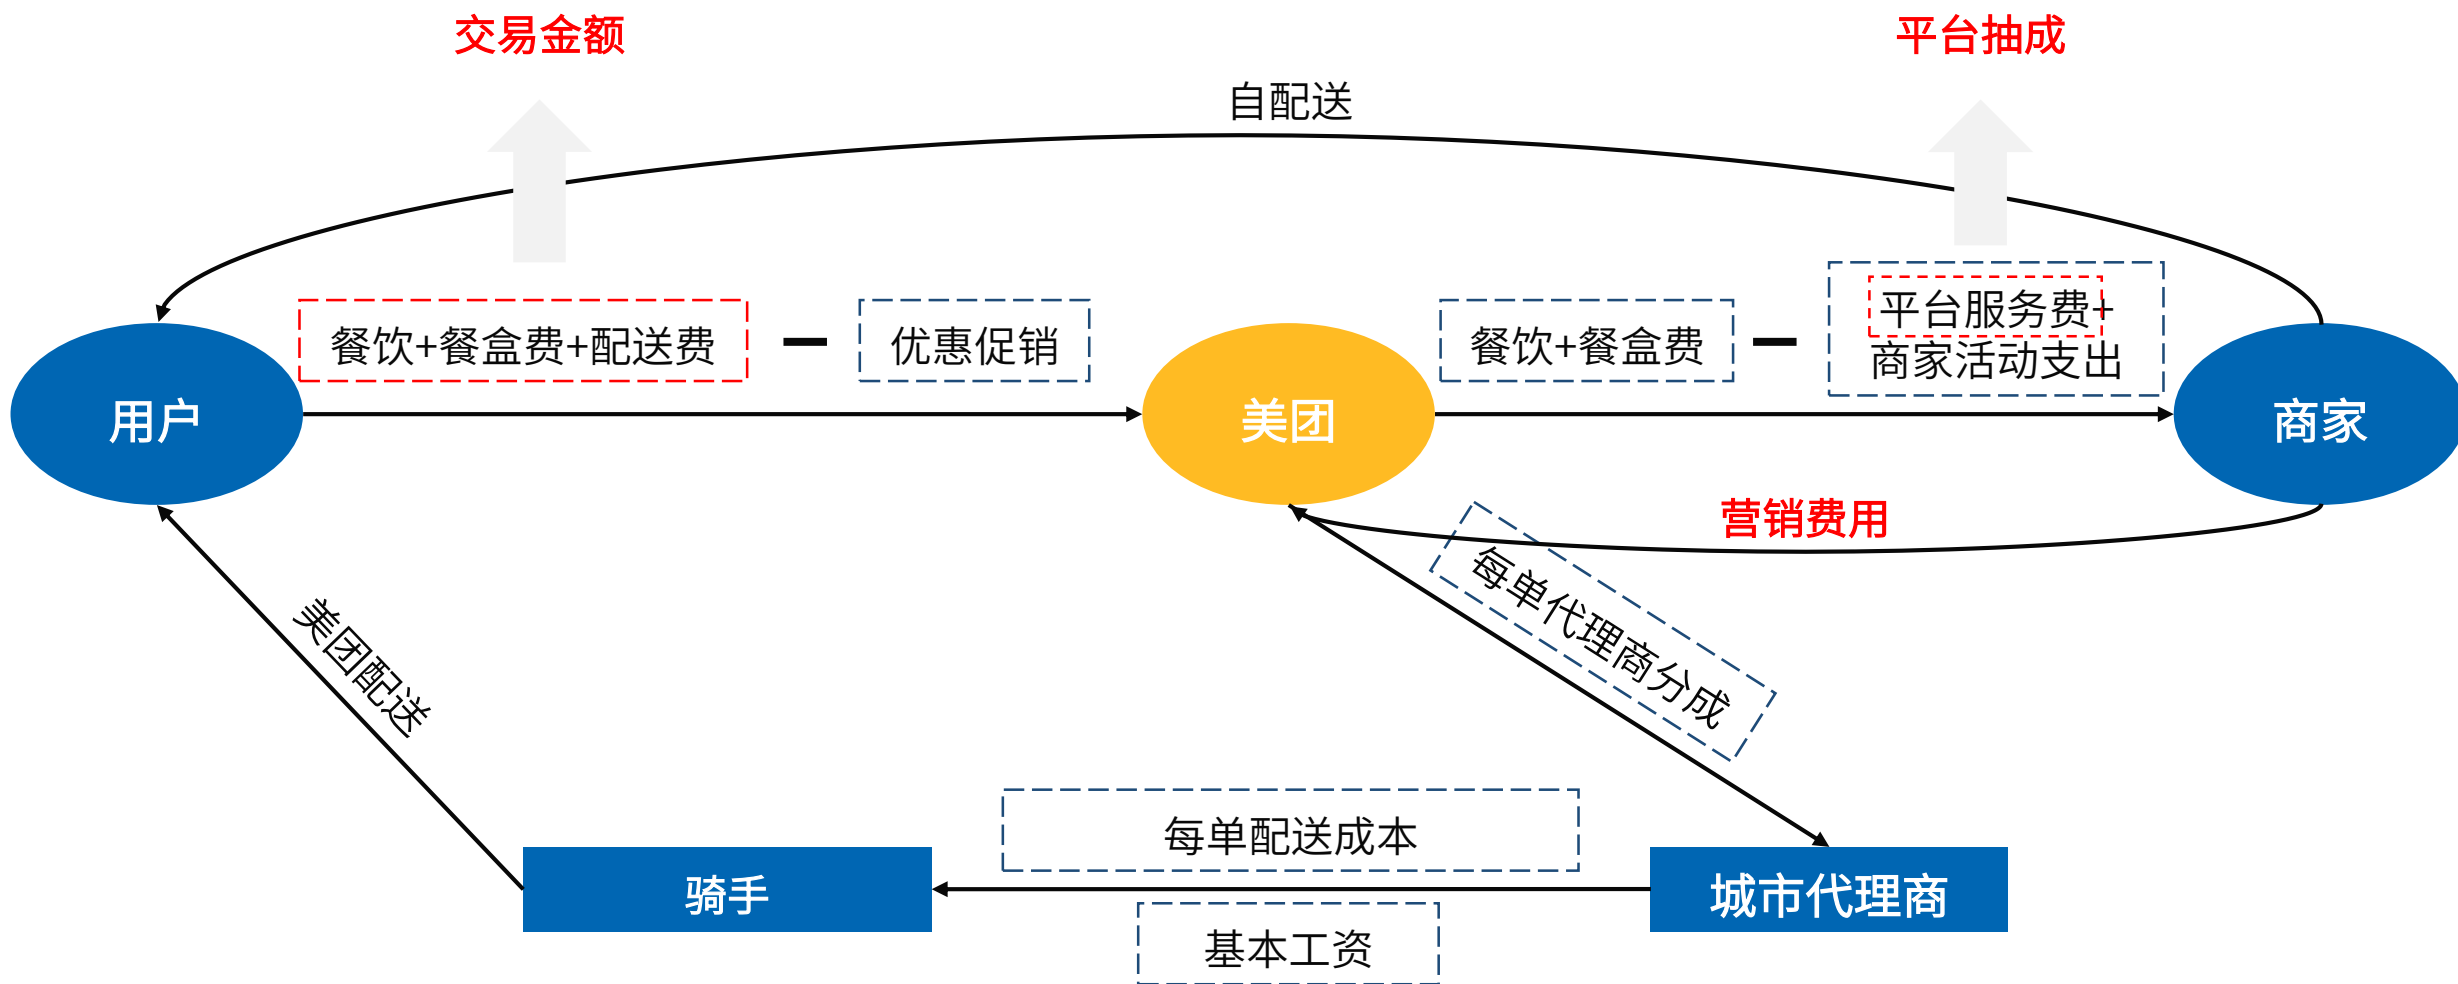 交易金额
平台抽成
自配送
餐饮+餐盒费+配送费
优惠促销
餐饮+餐盒费
平台服务费+
商家活动支出
用户
美团
商家
营销费用
每单代理商分成
美团配送
每单配送成本
骑手
城市代理商
基本工资